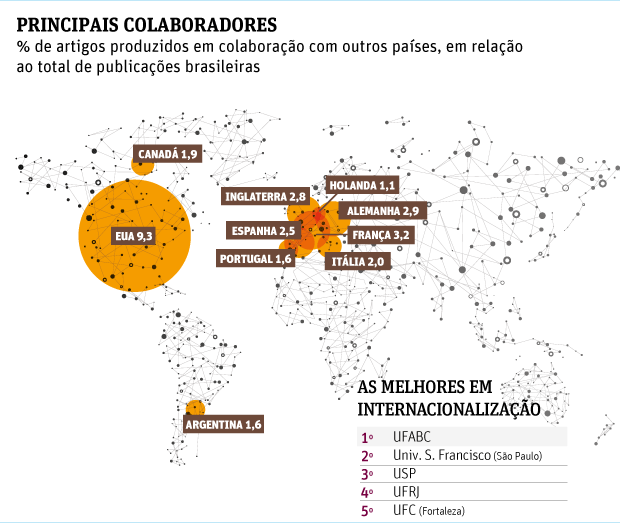 PRINCIPAIS COLABORADORES
% de artigos produzidos em colaboração com outros países, em relação
ao total de publicações brasileiras
CANADÁ 1,9
HOLANDA 1,1
INGLATERRA 2,8
ALEMANHA 2,9
EUA 9,3
ESPANHA 2,5
FRANÇA 3,2
PORTUGAL 1,6
ITÁLIA 2,0
ARGENTINA 1,6
AS MELHORES EM
INTERNACIONALIZAÇÃO
1º UFABC
2º Univ. S. Francisco (São Paulo)
3º USP
4º UFRJ
5º UFC (Fortaleza)